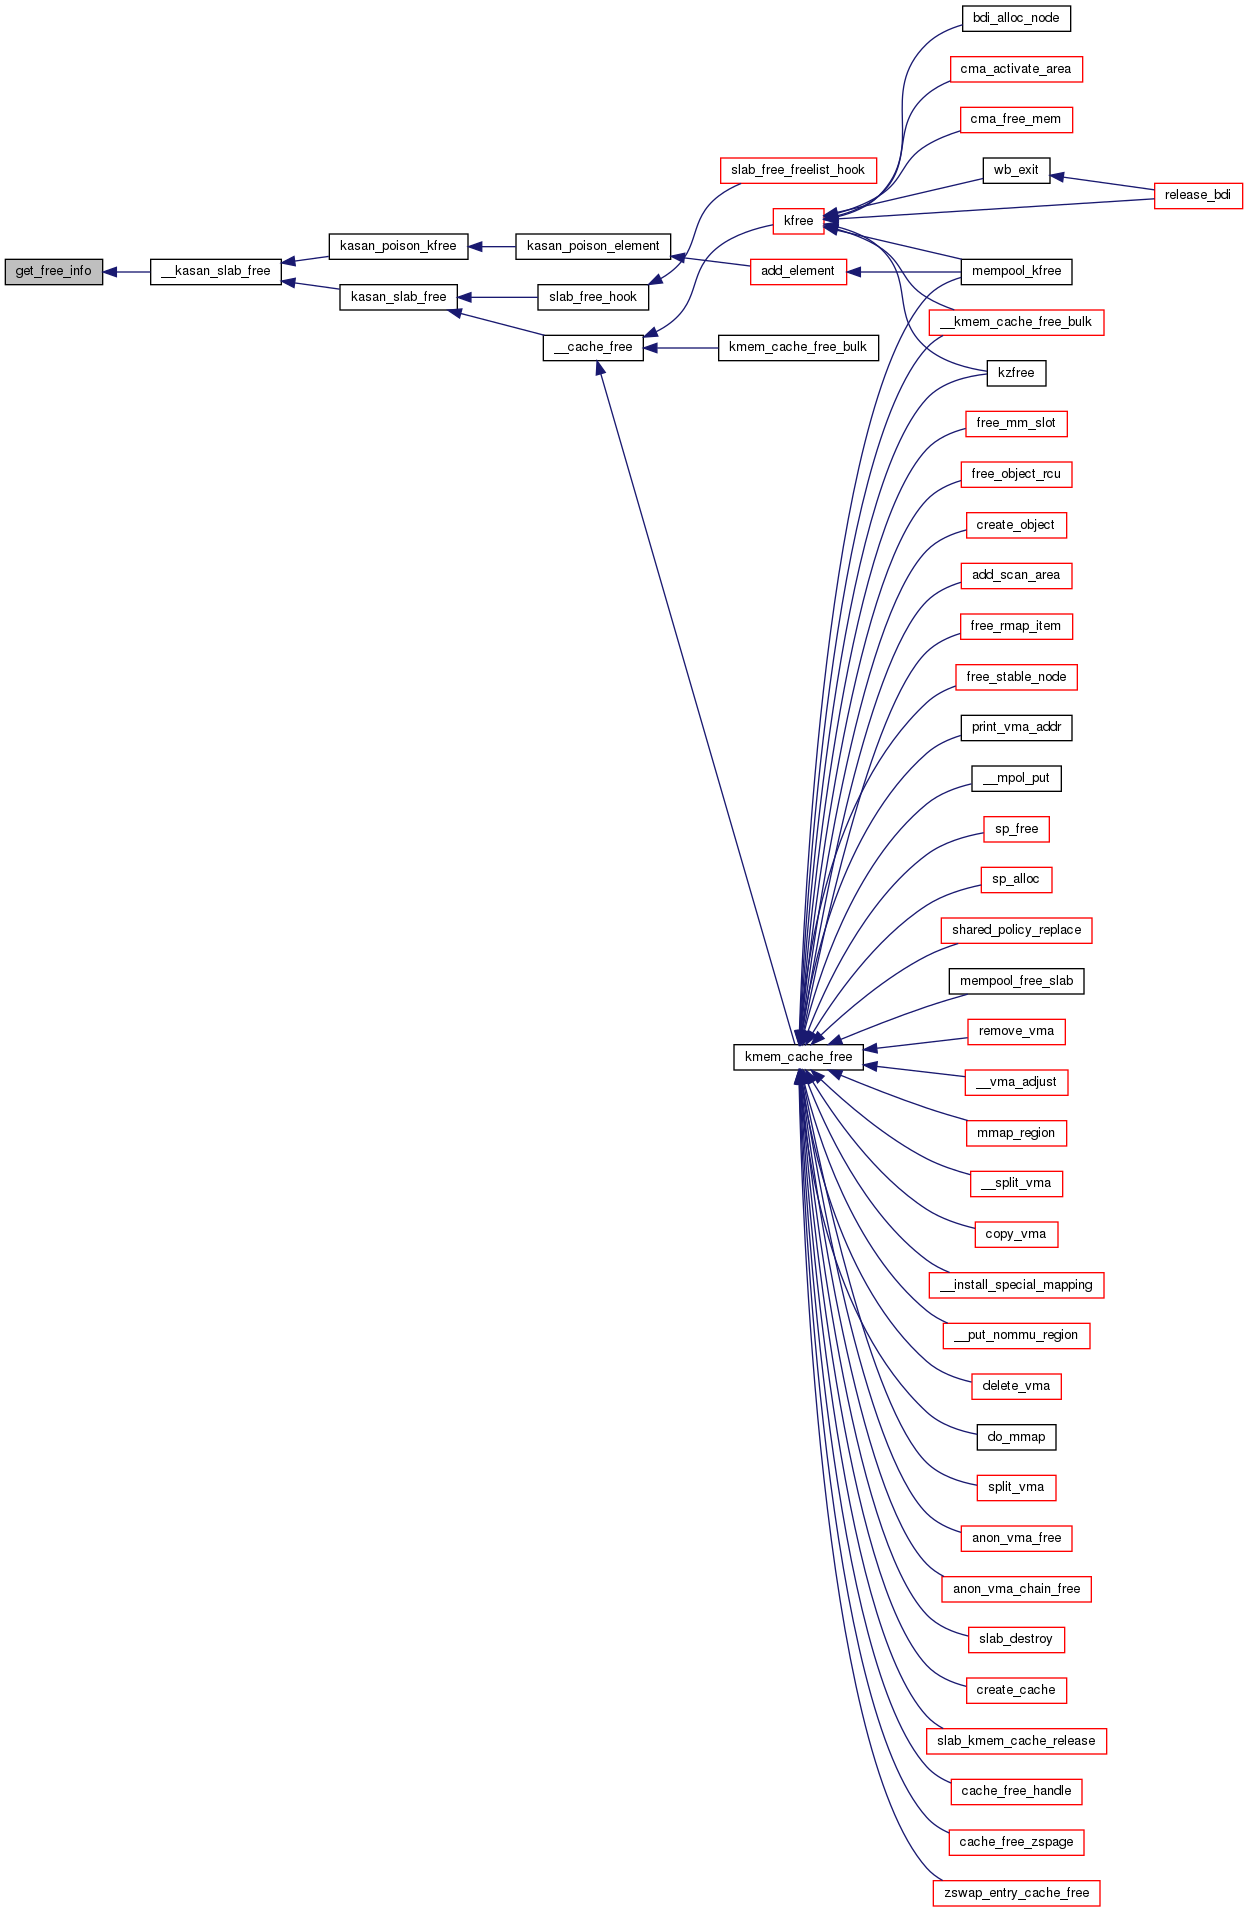 bdi_alloc_node
cma_activate_area
cma_free_mem
slab_free_freelist_hook
wb_exit
release_bdi
kfree
kasan_poison_kfree
kasan_poison_element
get_free_info
__kasan_slab_free
add_element
mempool_kfree
kasan_slab_free
slab_free_hook
__kmem_cache_free_bulk
__cache_free
kmem_cache_free_bulk
kzfree
free_mm_slot
free_object_rcu
create_object
add_scan_area
free_rmap_item
free_stable_node
print_vma_addr
__mpol_put
sp_free
sp_alloc
shared_policy_replace
mempool_free_slab
remove_vma
kmem_cache_free
__vma_adjust
mmap_region
__split_vma
copy_vma
__install_special_mapping
__put_nommu_region
delete_vma
do_mmap
split_vma
anon_vma_free
anon_vma_chain_free
slab_destroy
create_cache
slab_kmem_cache_release
cache_free_handle
cache_free_zspage
zswap_entry_cache_free